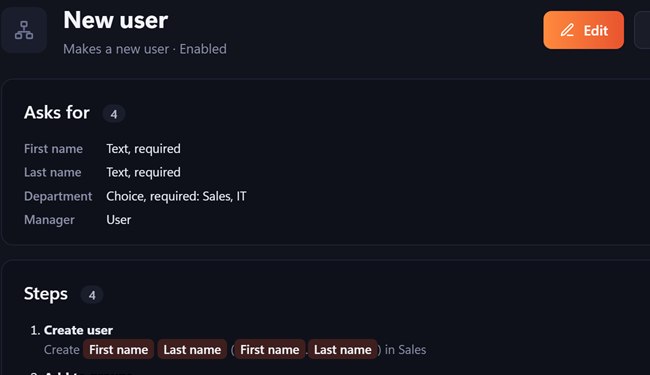 New user
Makes a new user · Enabled
Edit
Asks for 4
First name Text, required
Last name Text, required
Department Choice, required: Sales, IT
Manager User
Steps 4
1. Create user
Create First name Last name (First name.Last name) in Sales